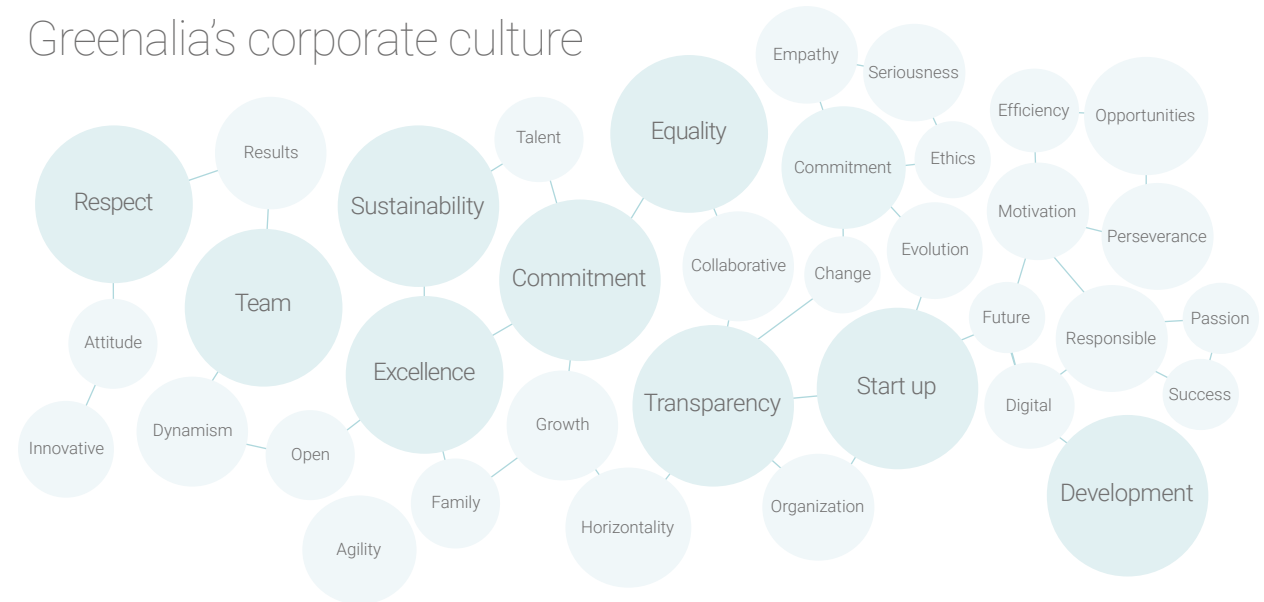 Greenalia’s corporate culture
Empathy
Seriousness
Efficiency
Opportunities
Talent
Equality
Results
Commitment
Ethics
Respect
Sustainability
Motivation
Perseverance
Evolution
Collaborative
Change
Commitment
Team
Future
Passion
Responsible
Attitude
Excellence
Start up
Success
Transparency
Digital
Growth
Dynamism
Innovative
Open
Development
Family
Organization
Horizontality
Agility